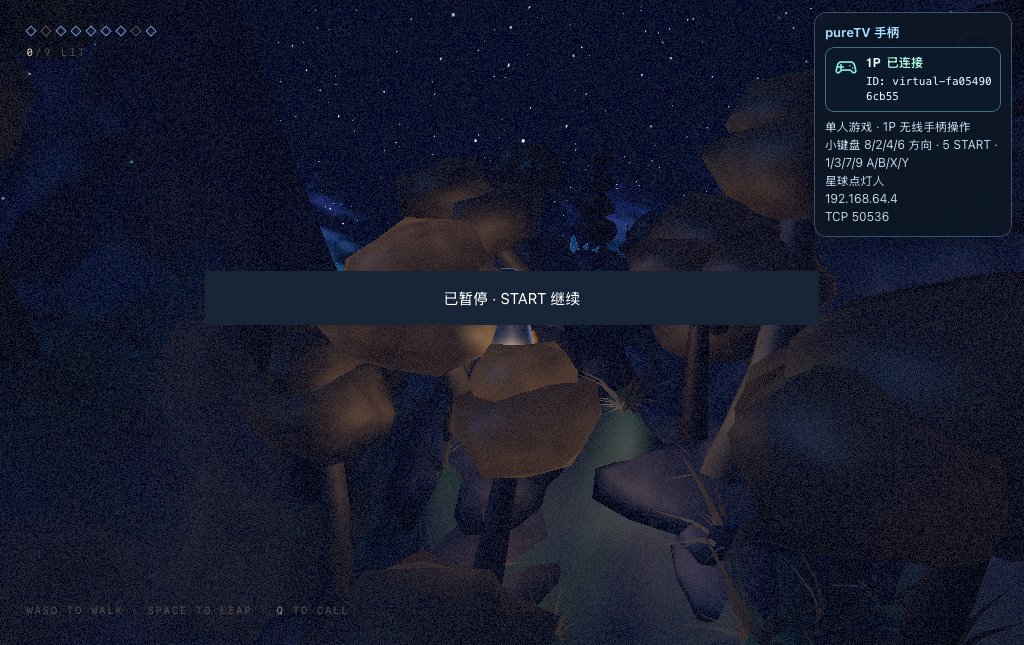 0/9 LIT
pureTV 手柄
1P 已连接
ID: virtual-fa05490
6cb55
单人游戏 · 1P 无线手柄操作
小键盘 8/2/4/6 方向 · 5 START ·
1/3/7/9 A/B/X/Y
星球点灯人
192.168.64.4
TCP 50536
已暂停 · START 继续
WASD TO WALK · SPACE TO LEAP · Q TO CALL